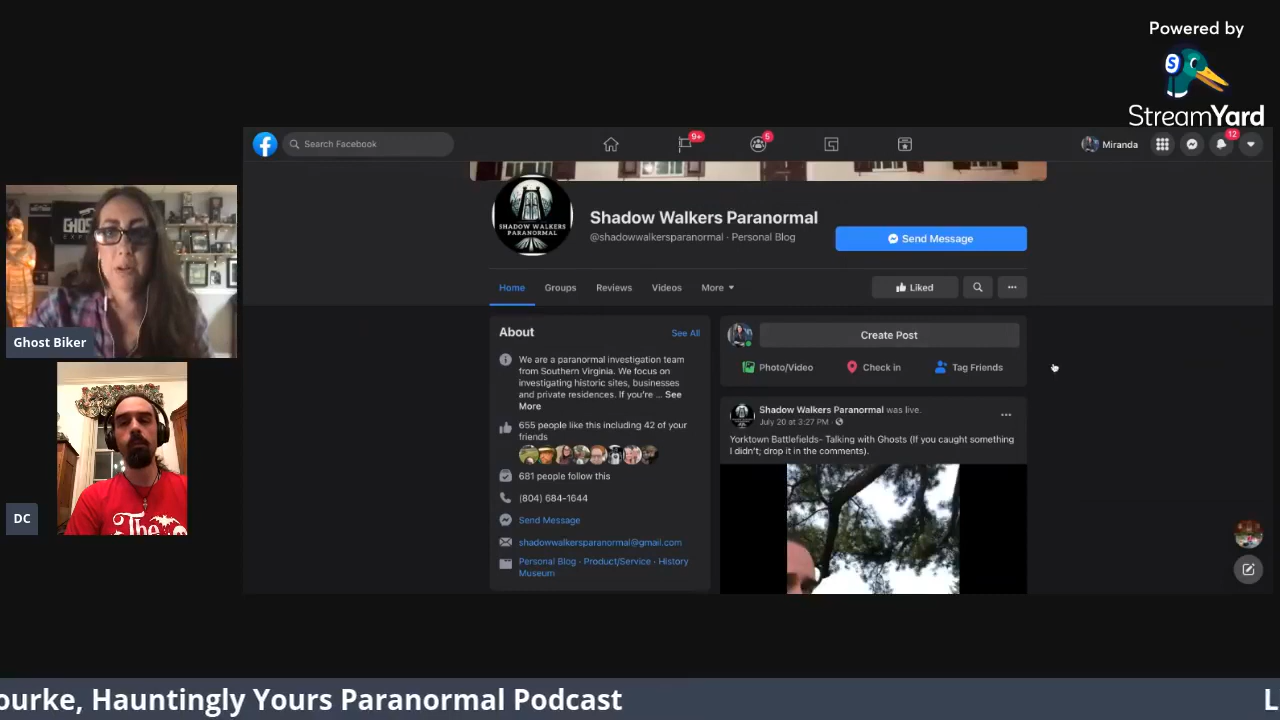 Powered by
StreamYard
Search Facebook
9+
5
Miranda
12
SHADOW WALKERS
PARANORMAL
Shadow Walkers Paranormal
@shadowwalkersparanormal · Personal Blog
Send Message
Home
Groups
Reviews
Videos
More
Liked
About
See All
We are a paranormal investigation team
from Southern Virginia. We focus on
investigating historic sites, businesses
and private residences. If you're ... See
More
655 people like this including 42 of your
friends
681 people follow this
(804) 684-1644
Send Message
shadowwalkersparanormal@gmail.com
Personal Blog · Product/Service · History
Museum
Create Post
Photo/Video
Check in
Tag Friends
Shadow Walkers Paranormal was live.
July 20 at 3:27 PM ·
Yorktown Battlefields- Talking with Ghosts (If you caught something
I didn't; drop it in the comments).
GHOS
Ghost Biker
The
DC
ourke, Hauntingly Yours Paranormal Podcast
L